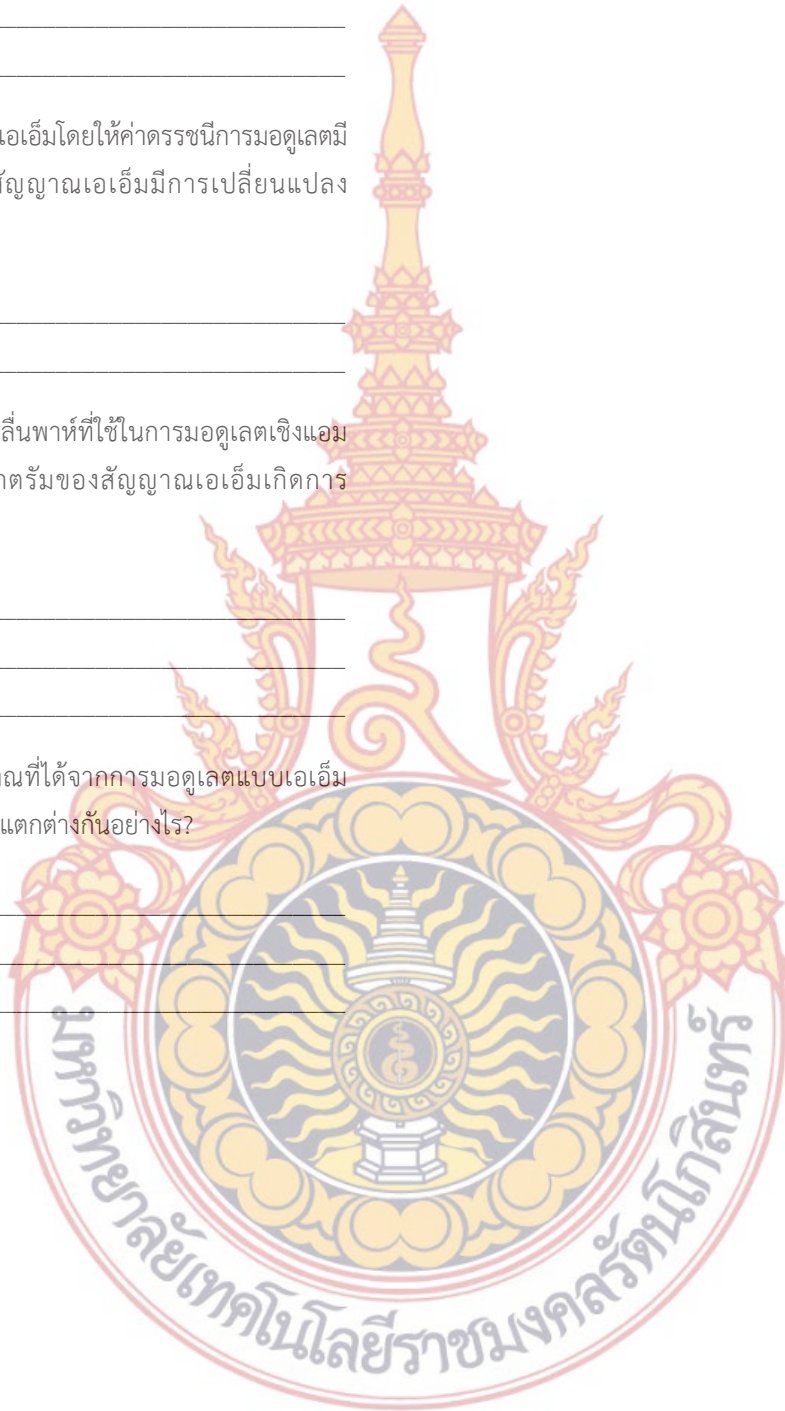 เอเอ็มโดยให้ค่าดรรชนีการมอดูเลตมี
สัญญาณเอเอ็มมีการเปลี่ยนแปลง
ลื่นพาห์ที่ใช้ในการมอดูเลตเชิงแอม
กตรัมของสัญญาณเอเอ็มเกิดการ
าณที่ได้จากการมอดูเลตแบบเอเอ็ม
แตกต่างกันอย่างไร?
มหาวิทยาลัยเทคโนโลยีราชมงคลรัตนโกสินทร์